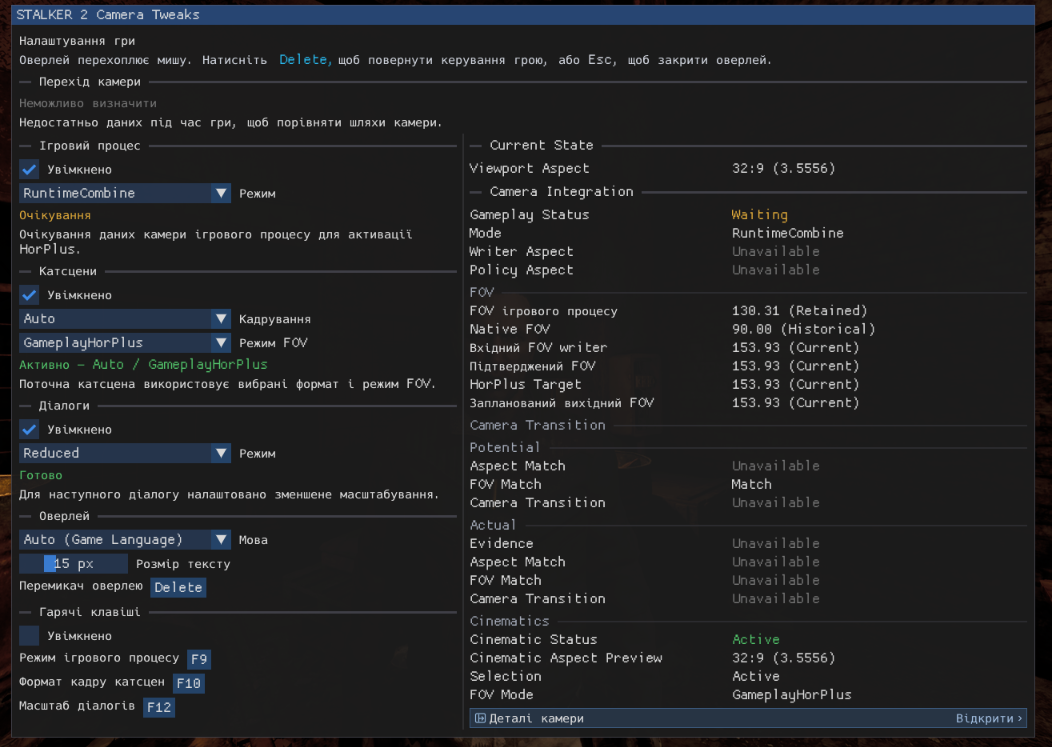 STALKER 2 Camera Tweaks
Налаштування гри
Оверлей перехоплює мишу. Натисніть Delete, щоб повернути керування грою, або Esc, щоб закрити оверлей.
Перехід камери
Неможливо визначити
Недостатньо даних під час гри, щоб порівняти шляхи камери.
Ігровий процес
Увімкнено
RuntimeCombine Режим
Очікування
Очікування даних камери ігрового процесу для активації
HorPlus.
Катсцени
Увімкнено
Auto Кадрування
GameplayHorPlus Режим FOV
Активно – Auto / GameplayHorPlus
Поточна катсцена використовує вибрані формат і режим FOV.
Діалоги
Увімкнено
Reduced Режим
Готово
Для наступного діалогу налаштовано зменшене масштабування.
Оверлей
Auto (Game Language) Мова
15 px Розмір тексту
Перемикач оверлею Delete
Гарячі клавіші
Увімкнено
Режим ігрового процесу F9
Формат кадру катсцен F10
Масштаб діалогів F12
Current State
Viewport Aspect 32:9 (3.5556)
Camera Integration
Gameplay Status Waiting
Mode RuntimeCombine
Writer Aspect Unavailable
Policy Aspect Unavailable
FOV
FOV ігрового процесу 130.31 (Retained)
Native FOV 90.00 (Historical)
Вхідний FOV writer 153.93 (Current)
Підтверджений FOV 153.93 (Current)
HorPlus Target 153.93 (Current)
Запланований вихідний FOV 153.93 (Current)
Camera Transition
Potential
Aspect Match Unavailable
FOV Match Match
Camera Transition Unavailable
Actual
Evidence Unavailable
Aspect Match Unavailable
FOV Match Unavailable
Camera Transition Unavailable
Cinematics
Cinematic Status Active
Cinematic Aspect Preview 32:9 (3.5556)
Selection Active
FOV Mode GameplayHorPlus
Деталі камери Відкрити >